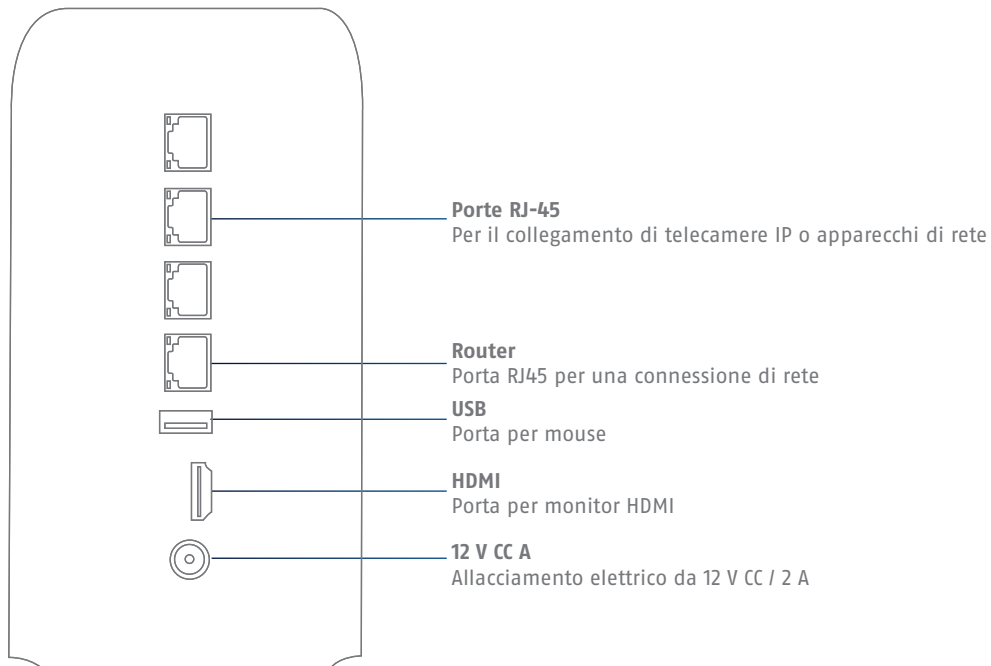 Porte RJ-45
Per il collegamento di telecamere IP o apparecchi di rete
Router
Porta RJ45 per una connessione di rete
USB
Porta per mouse
HDMI
Porta per monitor HDMI
12 V CC A
Allacciamento elettrico da 12 V CC / 2 A